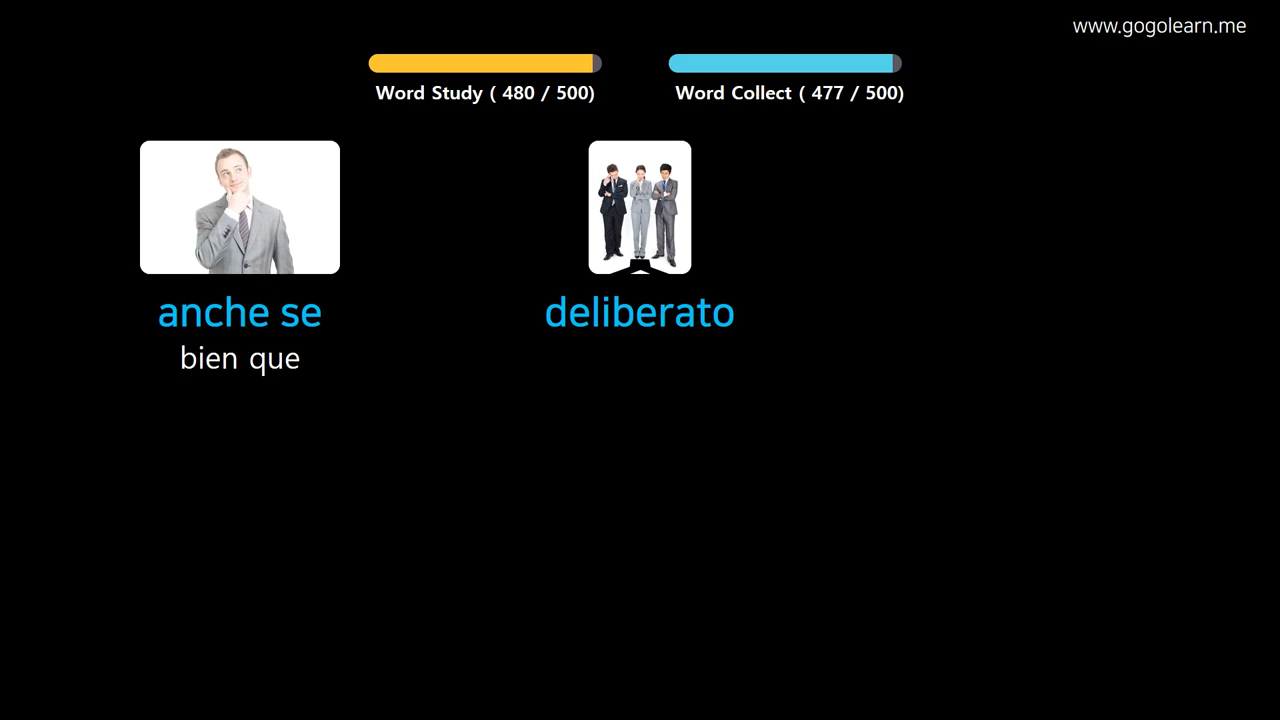 www.gogolearn.me
Word Study ( 480 / 500)
Word Collect ( 477 / 500)
anche se
bien que
deliberato